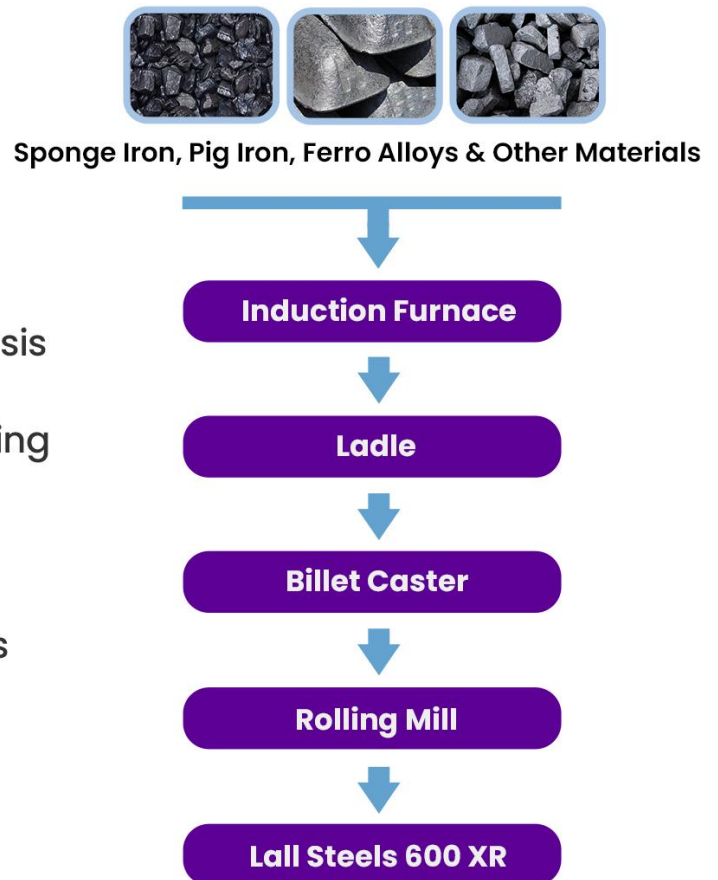 Sponge Iron, Pig Iron, Ferro Alloys & Other Materials
Induction Furnace
sis
Ladle
ing
Billet Caster
s
Rolling Mill
Lall Steels 600 XR